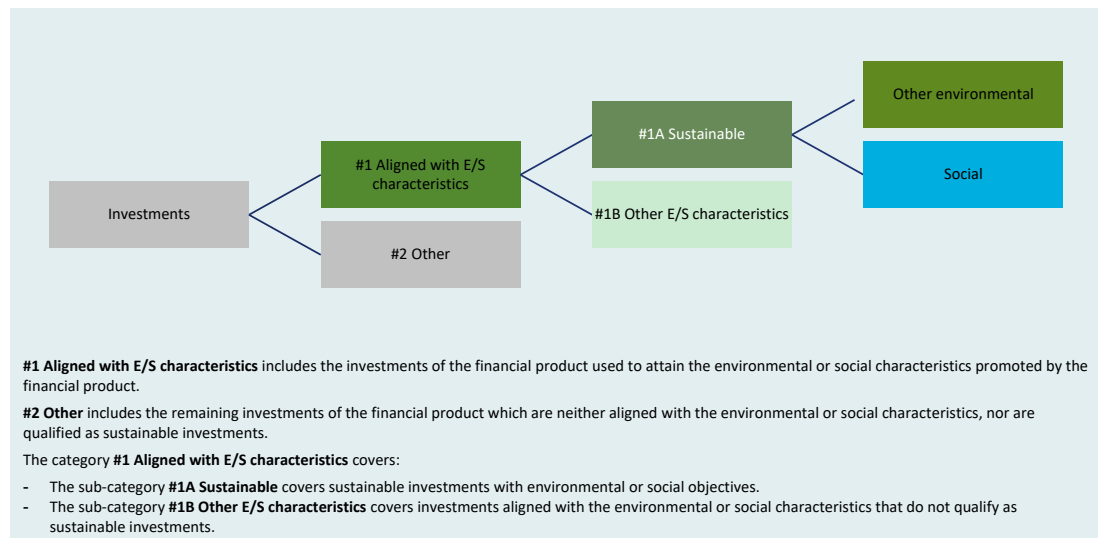 Other environmental
#1A Sustainable
#1 Aligned with E/S
characteristics
Social
Investments
#1B Other E/S characteristics
#2 Other
#1 Aligned with E/S characteristics includes the investments of the financial product used to attain the environmental or social characteristics promoted by the
financial product.
#2 Other includes the remaining investments of the financial product which are neither aligned with the environmental or social characteristics, nor are
qualified as sustainable investments.
The category #1 Aligned with E/S characteristics covers:
- The sub-category #1A Sustainable covers sustainable investments with environmental or social objectives.
- The sub-category #1B Other E/S characteristics covers investments aligned with the environmental or social characteristics that do not qualify as
sustainable investments.